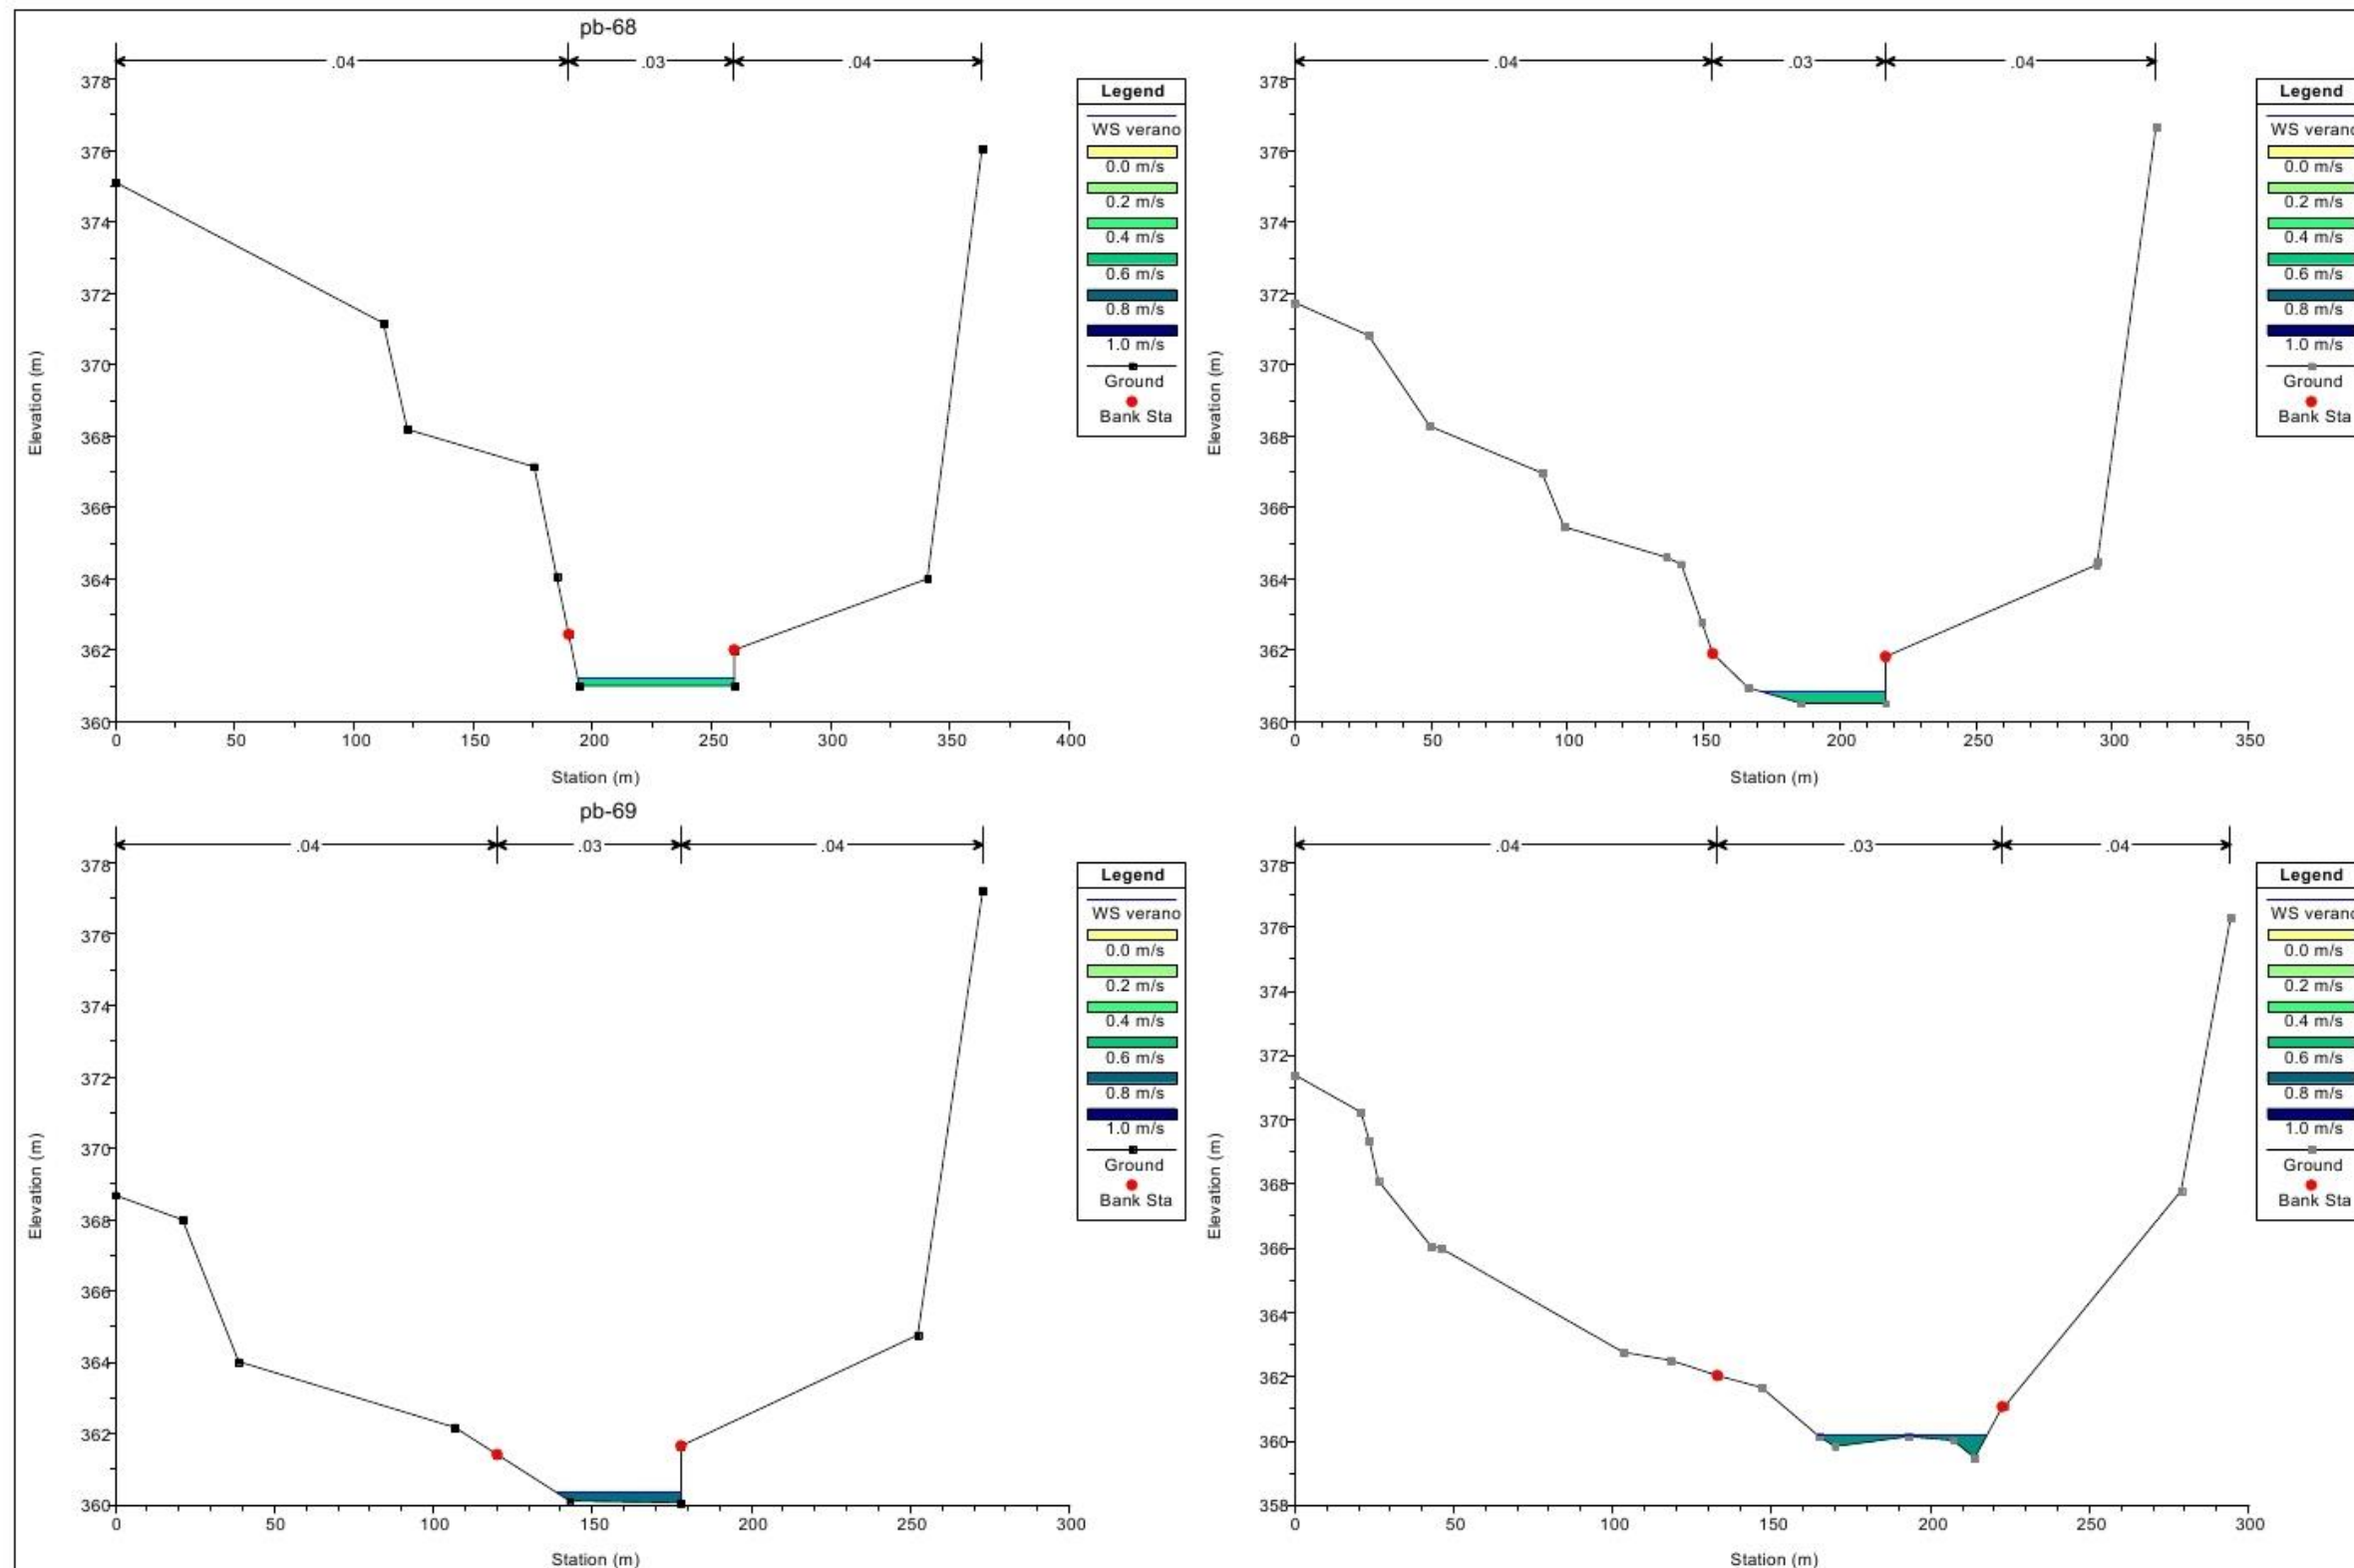 pb-68
.04 .03 .04
378
376
374
372
370
368
366
364
362
360
Elevation (m)
0 50 100 150 200 250 300 350 400
Station (m)
Legend
WS verano
0.0 m/s
0.2 m/s
0.4 m/s
0.6 m/s
0.8 m/s
1.0 m/s
Ground
Bank Sta
.04 .03 .04
378
376
374
372
370
368
366
364
362
360
Elevation (m)
0 50 100 150 200 250 300 350
Station (m)
Legend
WS verano
0.0 m/s
0.2 m/s
0.4 m/s
0.6 m/s
0.8 m/s
1.0 m/s
Ground
Bank Sta
pb-69
.04 .03 .04
378
376
374
372
370
368
366
364
362
360
Elevation (m)
0 50 100 150 200 250 300
Station (m)
Legend
WS verano
0.0 m/s
0.2 m/s
0.4 m/s
0.6 m/s
0.8 m/s
1.0 m/s
Ground
Bank Sta
.04 .03 .04
378
376
374
372
370
368
366
364
362
360
358
Elevation (m)
0 50 100 150 200 250 300
Station (m)
Legend
WS verano
0.0 m/s
0.2 m/s
0.4 m/s
0.6 m/s
0.8 m/s
1.0 m/s
Ground
Bank Sta